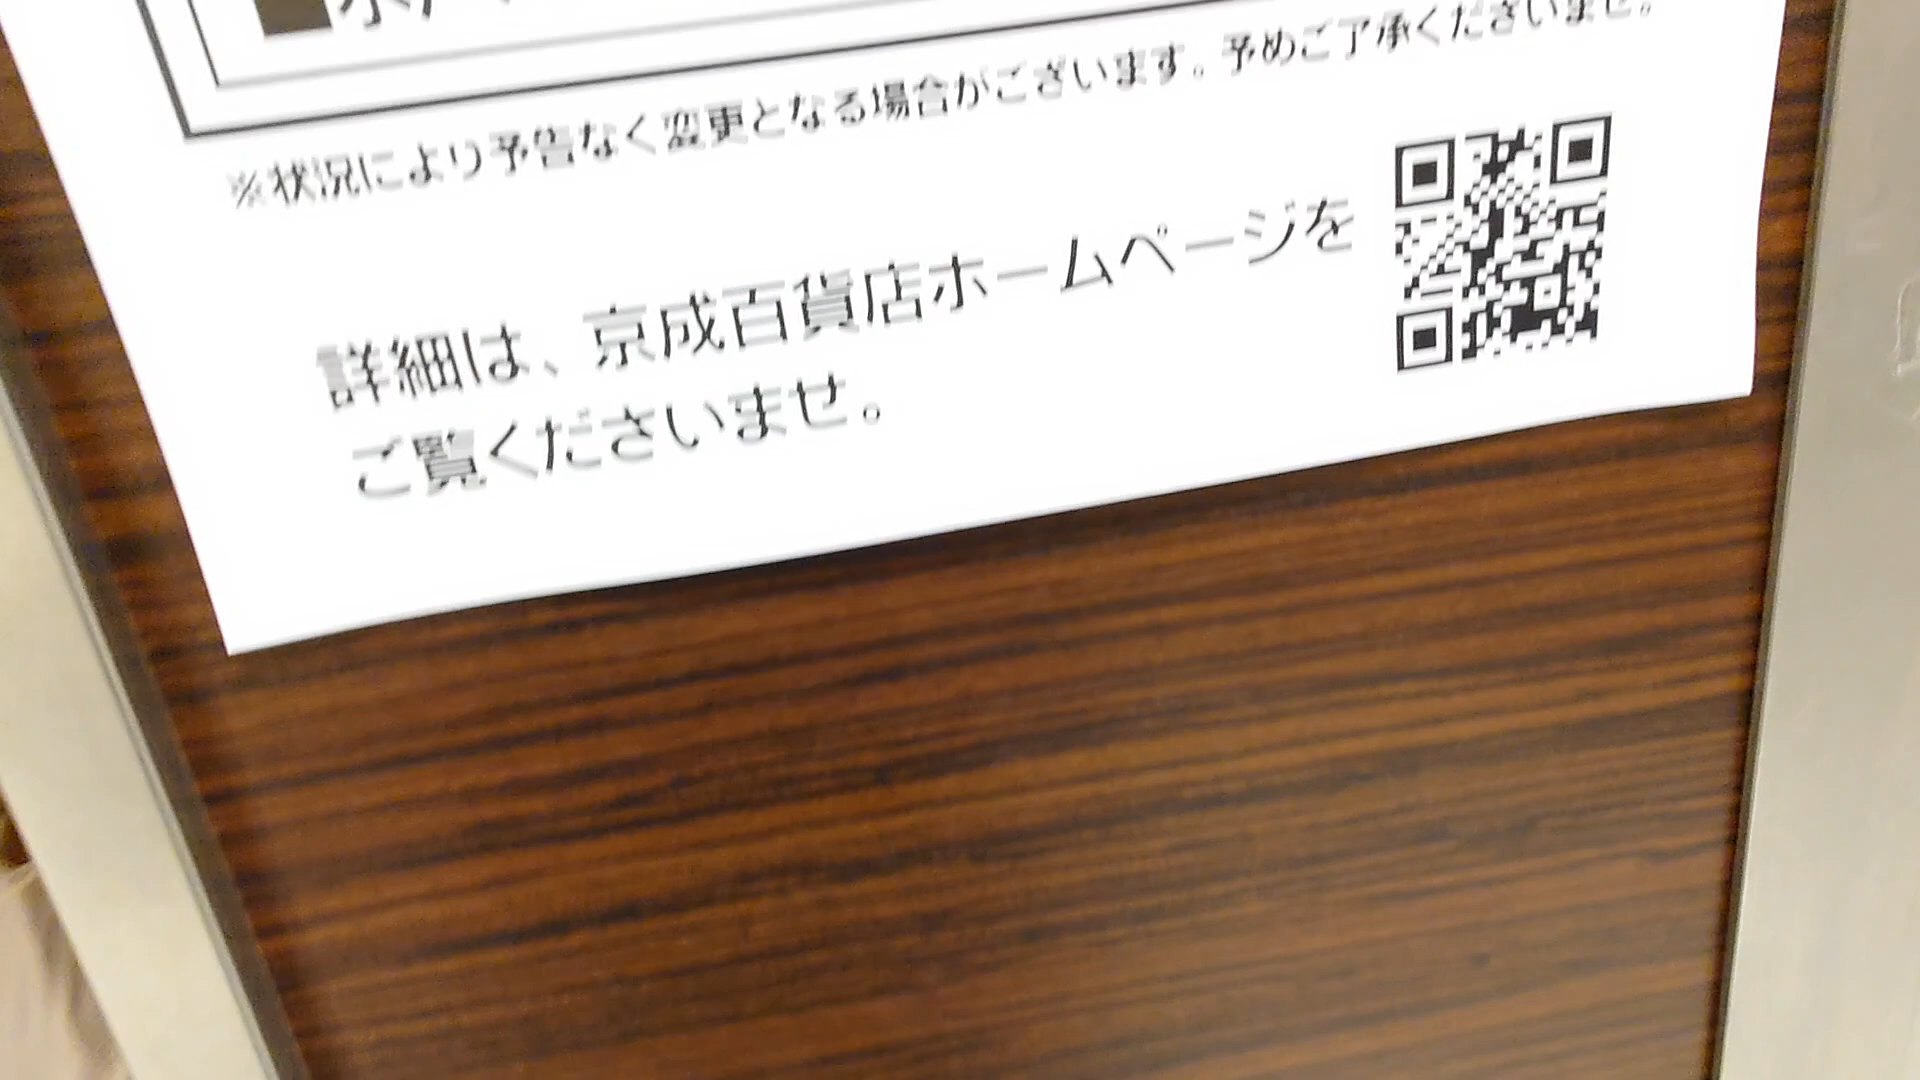 ※状況により予告なく変更となる場合がございます。予めご了承くださいませ。
詳細は、京成百貨店ホームページを
ご覧くださいませ。